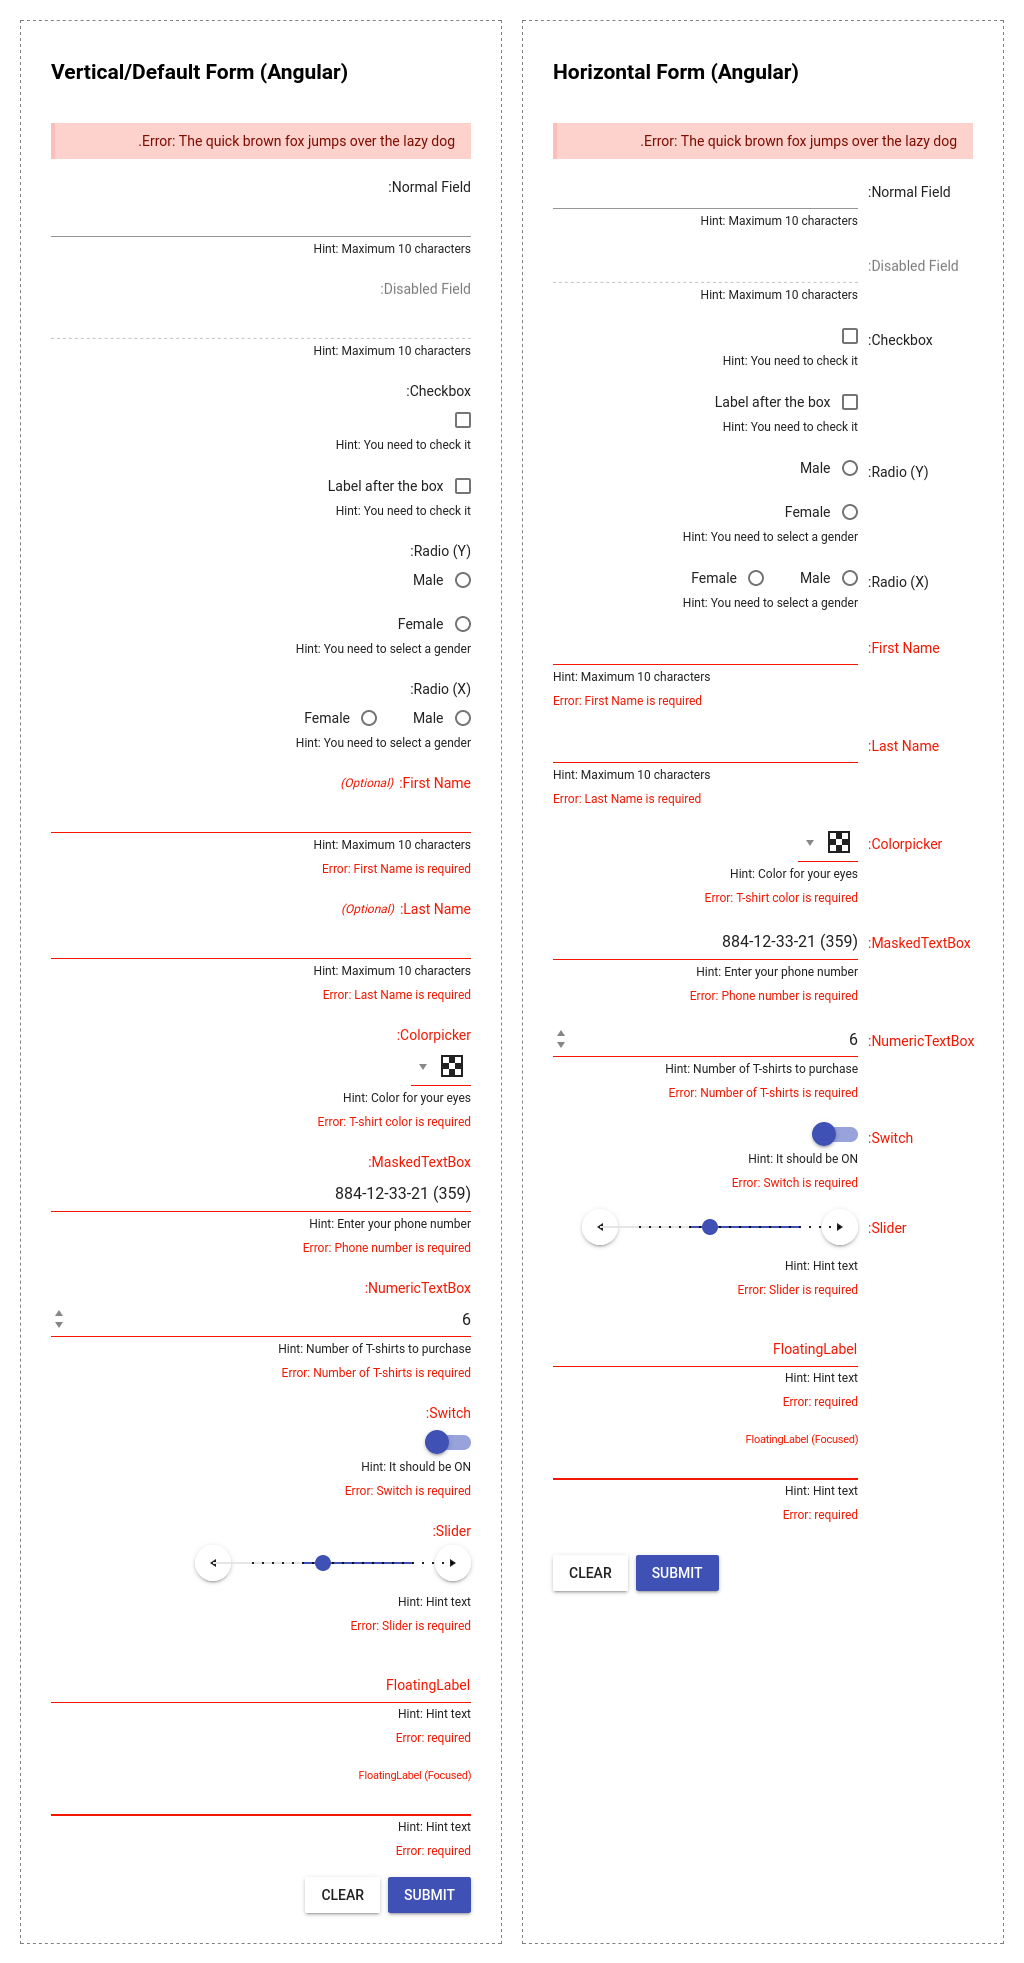 Vertical/Default Form (Angular)
.Error: The quick brown fox jumps over the lazy dog
:Normal Field
Hint: Maximum 10 characters
:Disabled Field
Hint: Maximum 10 characters
:Checkbox
Hint: You need to check it
Label after the box
Hint: You need to check it
:Radio (Y)
Male
Female
Hint: You need to select a gender
:Radio (X)
Female Male
Hint: You need to select a gender
(Optional) :First Name
Hint: Maximum 10 characters
Error: First Name is required
(Optional) :Last Name
Hint: Maximum 10 characters
Error: Last Name is required
:Colorpicker
Hint: Color for your eyes
Error: T-shirt color is required
:MaskedTextBox
884-12-33-21 (359)
Hint: Enter your phone number
Error: Phone number is required
:NumericTextBox
6
Hint: Number of T-shirts to purchase
Error: Number of T-shirts is required
:Switch
Hint: It should be ON
Error: Switch is required
:Slider
Hint: Hint text
Error: Slider is required
FloatingLabel
Hint: Hint text
Error: required
FloatingLabel (Focused)
Hint: Hint text
Error: required
CLEAR SUBMIT
Horizontal Form (Angular)
.Error: The quick brown fox jumps over the lazy dog
:Normal Field
Hint: Maximum 10 characters
:Disabled Field
Hint: Maximum 10 characters
:Checkbox
Hint: You need to check it
Label after the box
Hint: You need to check it
Male :Radio (Y)
Female
Hint: You need to select a gender
Female Male :Radio (X)
Hint: You need to select a gender
:First Name
Hint: Maximum 10 characters
Error: First Name is required
:Last Name
Hint: Maximum 10 characters
Error: Last Name is required
:Colorpicker
Hint: Color for your eyes
Error: T-shirt color is required
884-12-33-21 (359) :MaskedTextBox
Hint: Enter your phone number
Error: Phone number is required
6 :NumericTextBox
Hint: Number of T-shirts to purchase
Error: Number of T-shirts is required
:Switch
Hint: It should be ON
Error: Switch is required
:Slider
Hint: Hint text
Error: Slider is required
FloatingLabel
Hint: Hint text
Error: required
FloatingLabel (Focused)
Hint: Hint text
Error: required
CLEAR SUBMIT